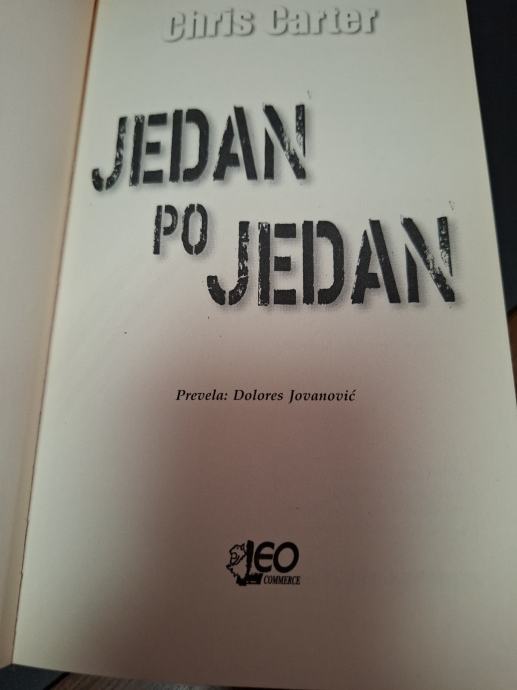 Chris Carter
JEDAN
PO JEDAN
Prevela: Dolores Jovanović
LEO
COMMERCE